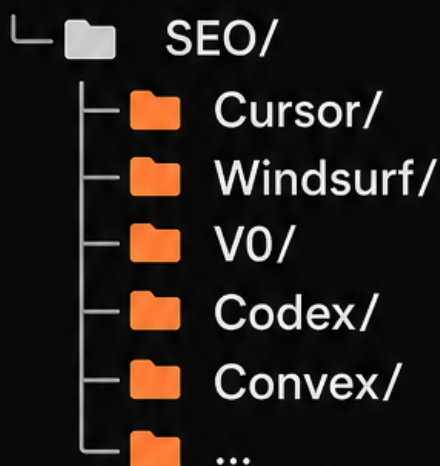 SEO/
Cursor/
Windsurf/
V0/
Codex/
Convex/
...